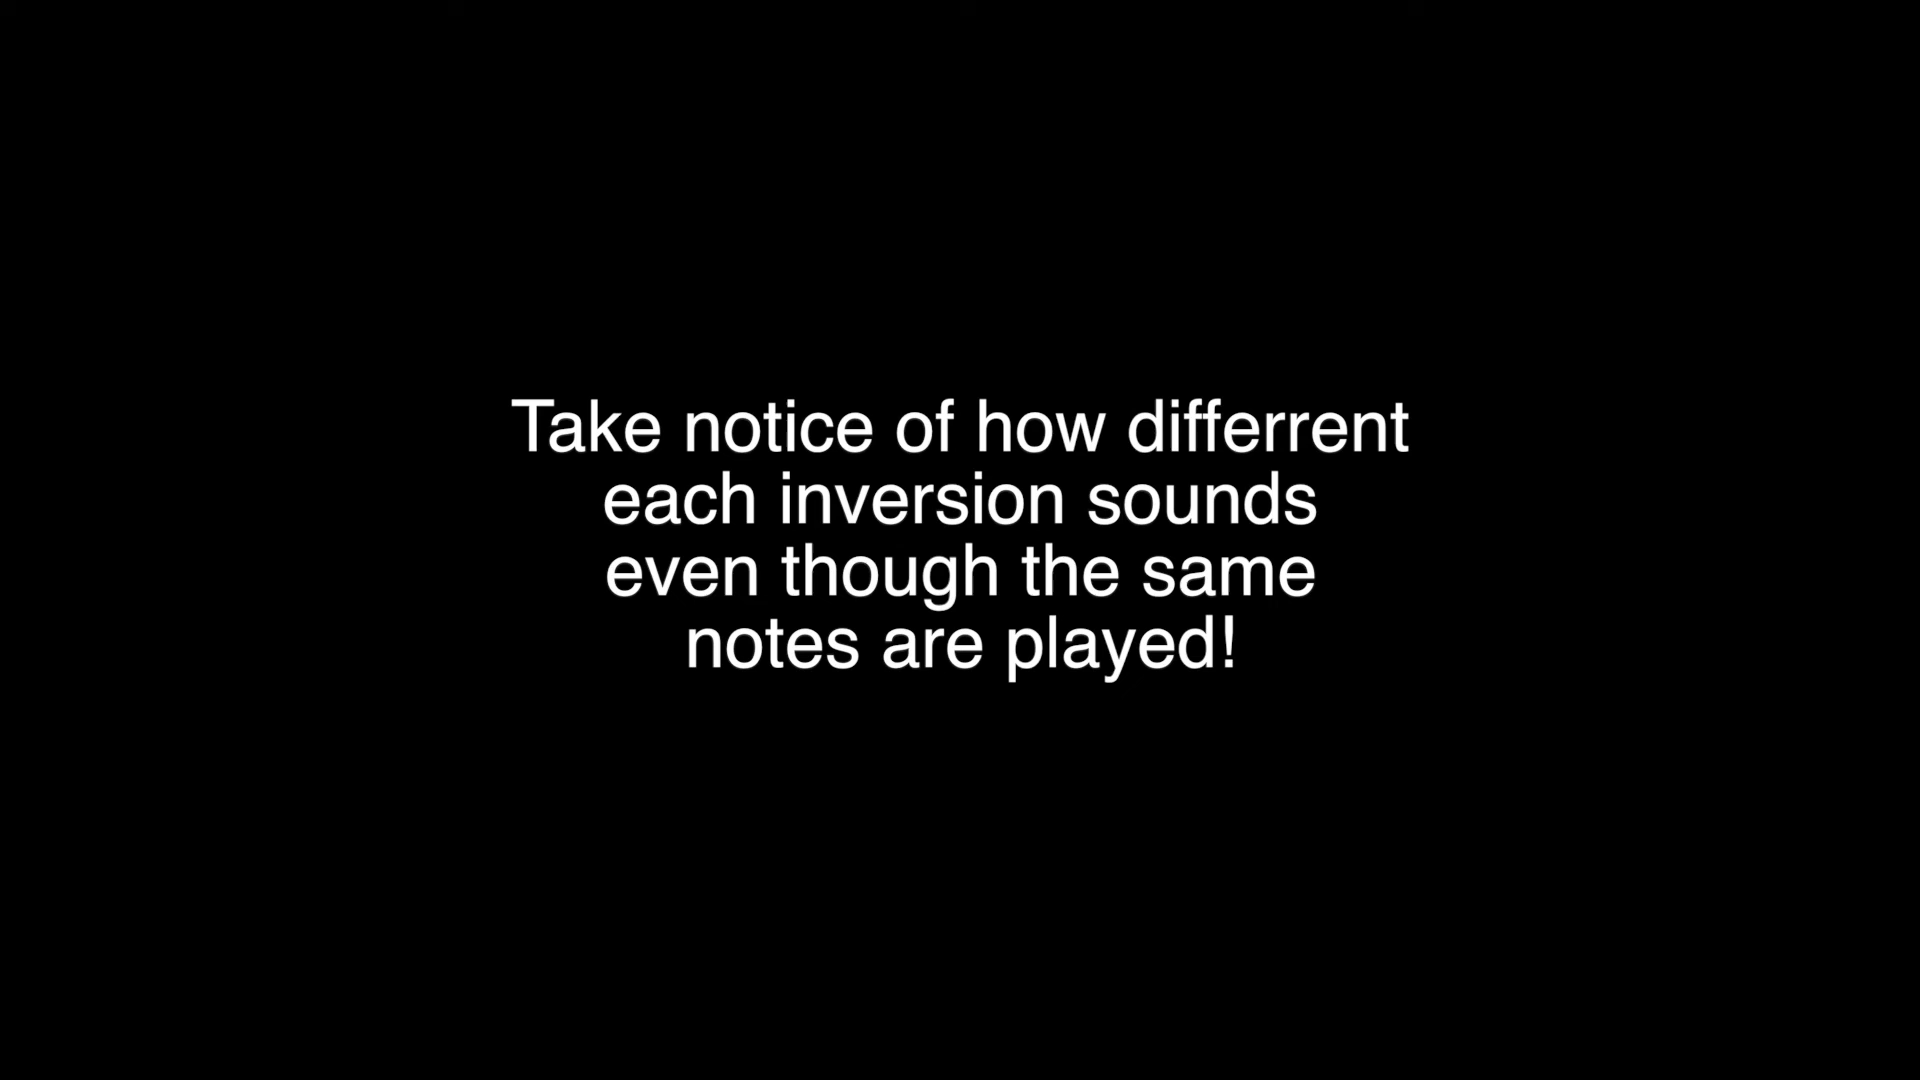 Take notice of how differrent
each inversion sounds
even though the same
notes are played!